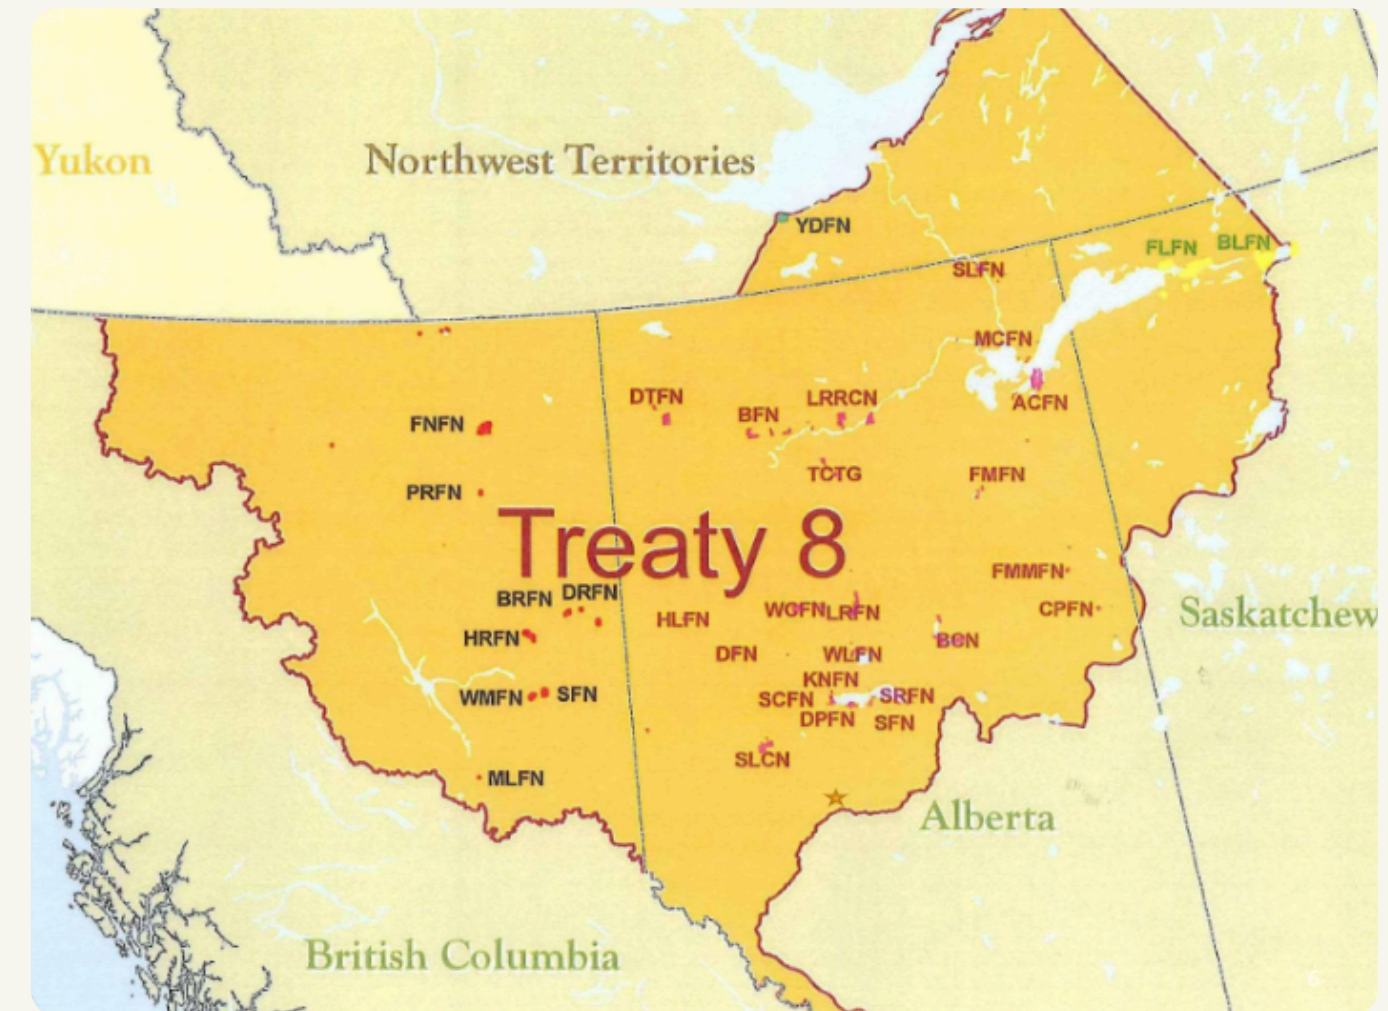 Yukon
Northwest Territories
YDFN
FLFN
BLFN
SLFN
MCFN
DTFN
BFN
LRRCN
ACFN
FNFN
TCTG
FMFN
PRFN
Treaty 8
FMMFN
BRFN
DRFN
HLFN
WCFN
LRFN
CPFN
Saskatchew
HRFN
BCN
DFN
WLFN
KNFN
WMFN
SFN
SCFN
SRFN
DPFN
SFN
SLCN
MLFN
Alberta
British Columbia
6